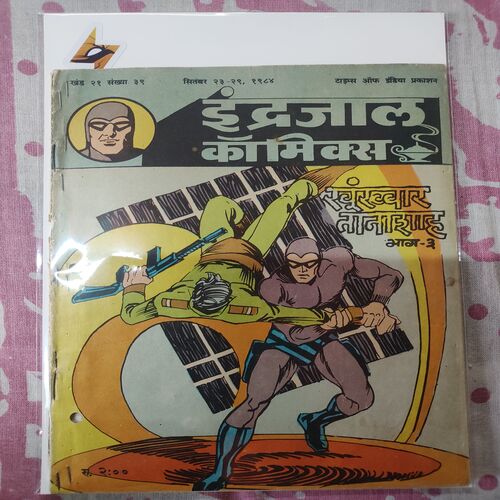 खंड २१ संख्या ३९ सितंबर २३-२९, १९८४ टाइम्स ऑफ इंडिया प्रकाशन
इंद्रजाल
कॉमिक्स
खूंख्वार
तानाशाह
भाग-३
रु. २:००